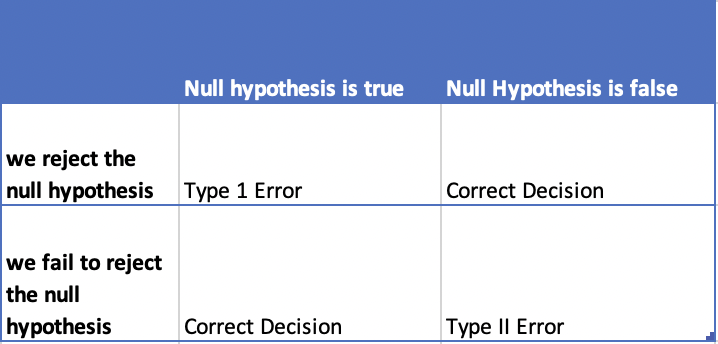 Null hypothesis is true Null Hypothesis is false
we reject the
null hypothesis Type 1 Error Correct Decision
we fail to reject
the null
hypothesis Correct Decision Type II Error